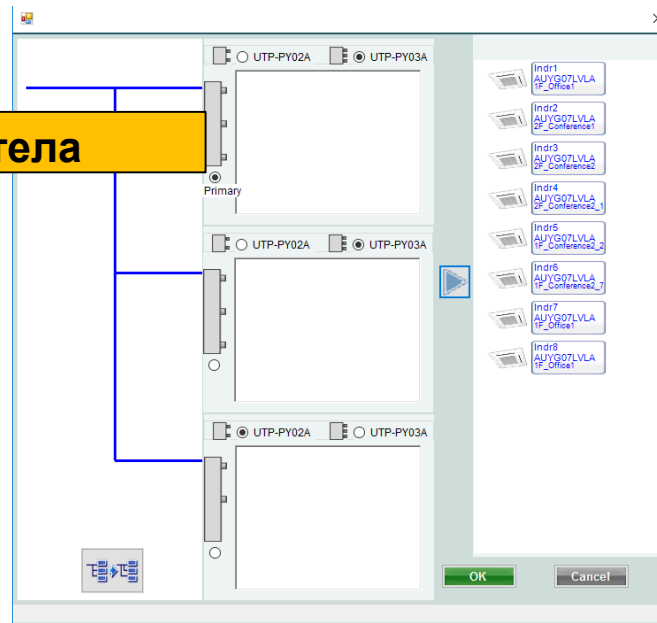 UTP-PY02A UTP-PY03A
Primary
тела
UTP-PY02A UTP-PY03A
UTP-PY02A UTP-PY03A
Indr1
AUYG07LVLA
1F_Office1
Indr2
AUYG07LVLA
2F_Conference1
Indr3
AUYG07LVLA
2F_Conference2
Indr4
AUYG07LVLA
2F_Conference2_1
Indr5
AUYG07LVLA
1F_Conference2_2
Indr6
AUYG07LVLA
1F_Conference2_7
Indr7
AUYG07LVLA
1F_Office1
Indr8
AUYG07LVLA
1F_Office1
OK Cancel